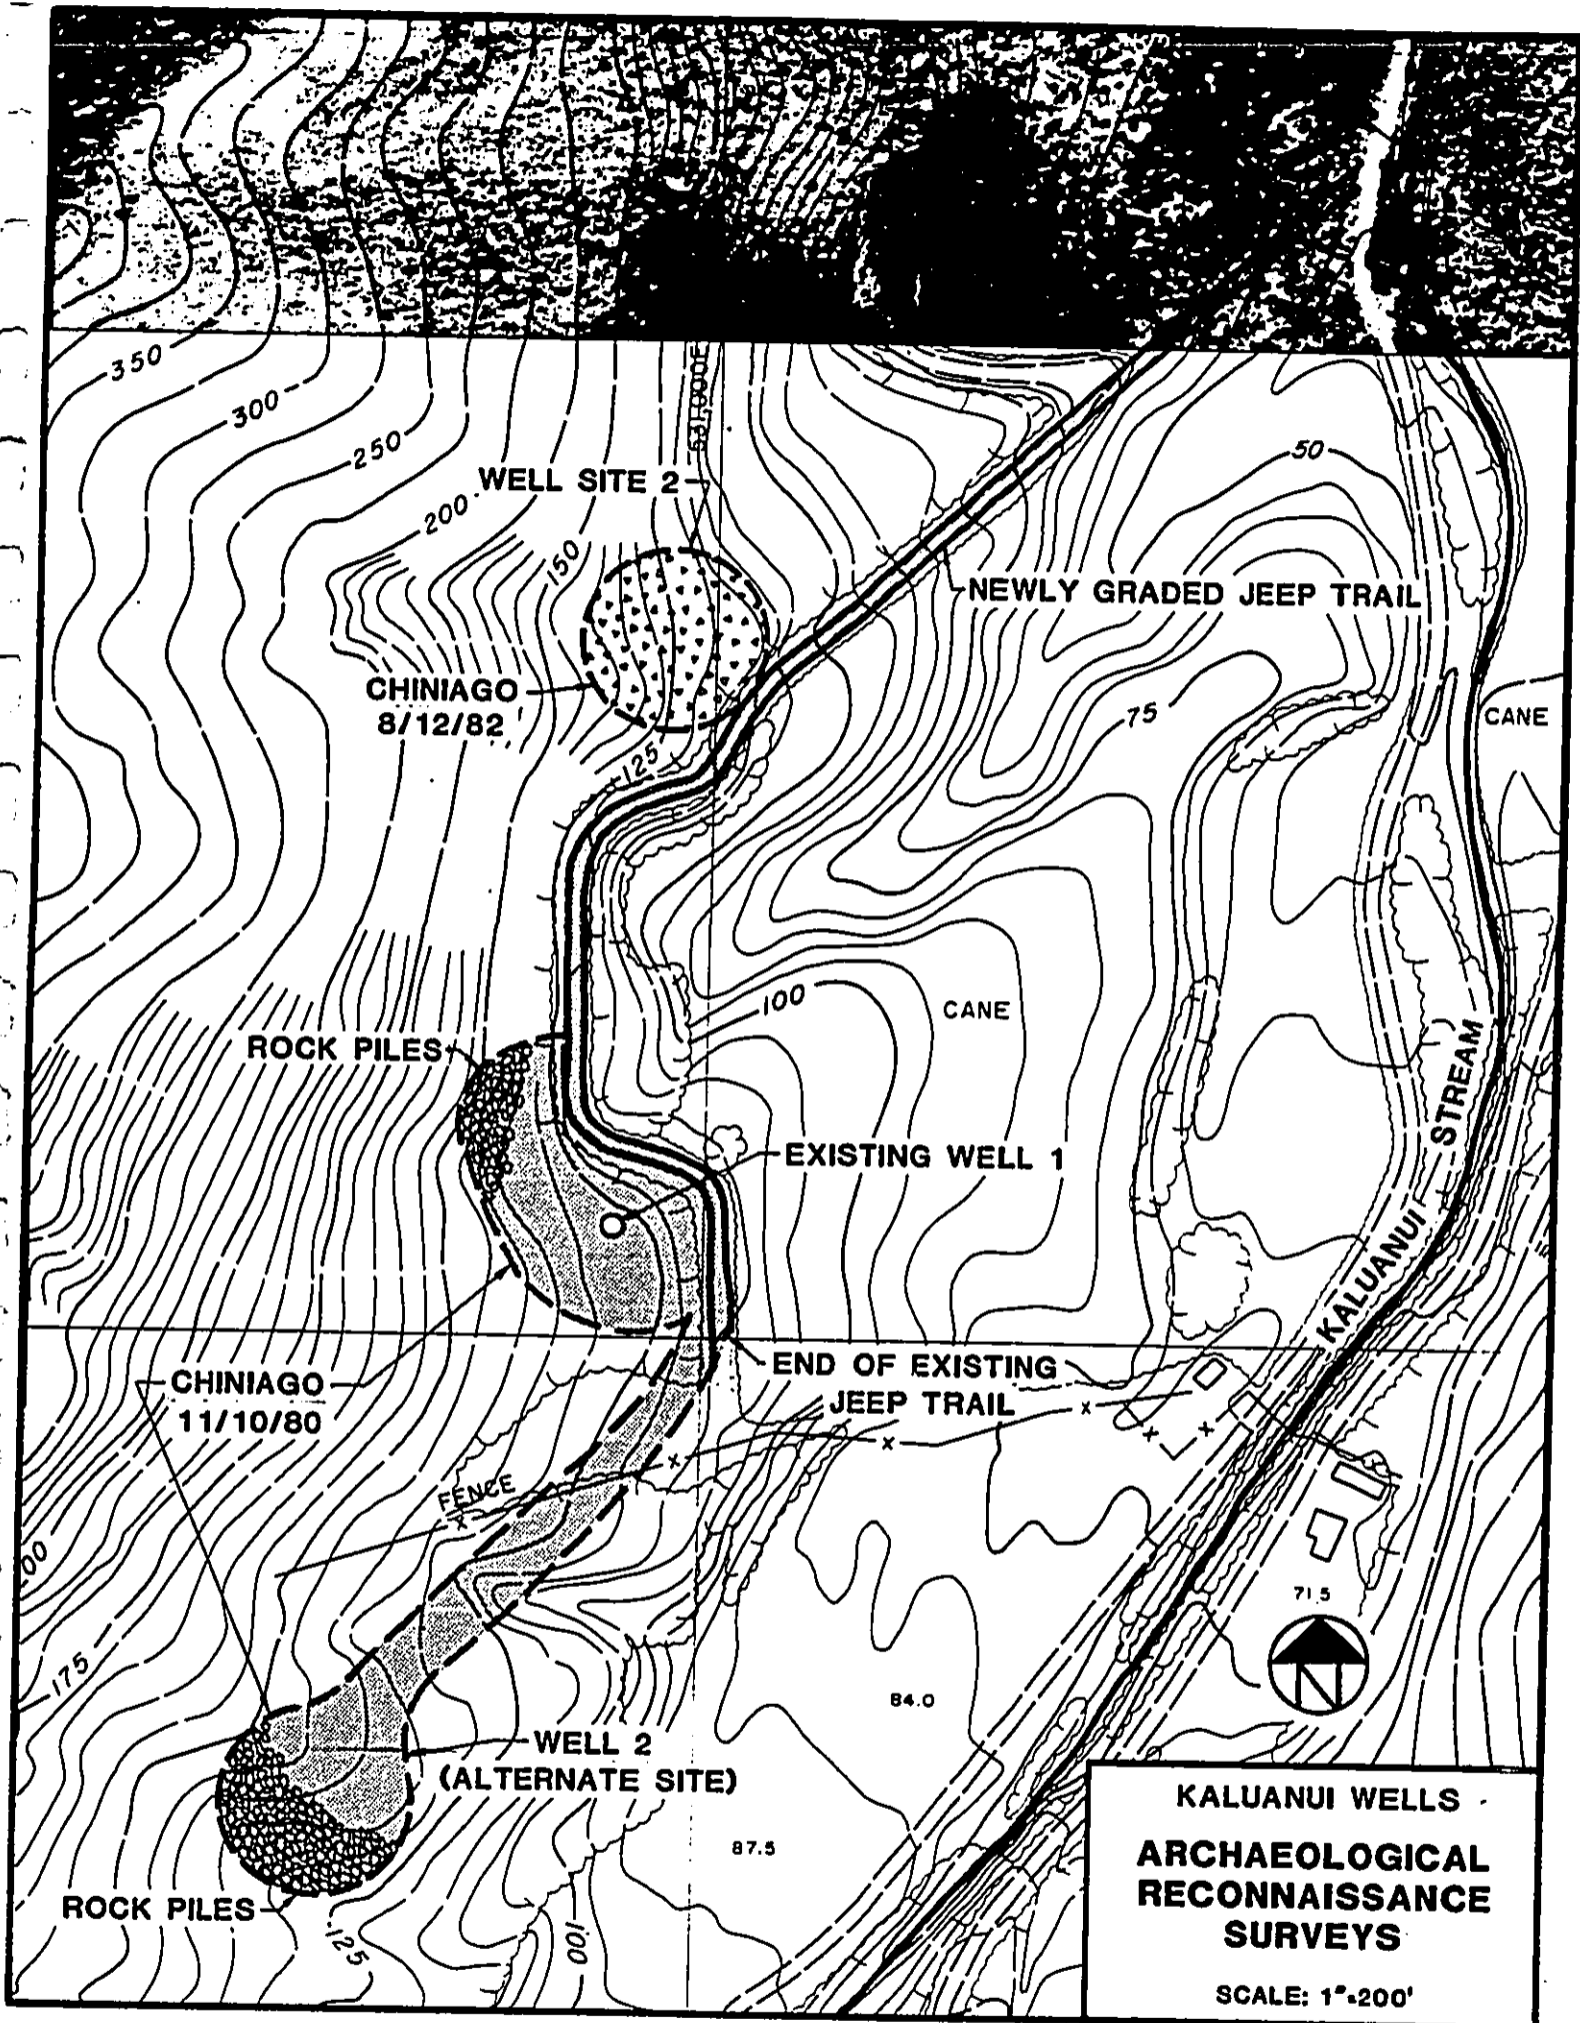 350
300
250
200
WELL SITE 2
150
50
NEWLY GRADED JEEP TRAIL
CHINIAGO
8/12/82
75
CANE
125
100
CANE
ROCK PILES
STREAM
EXISTING WELL 1
KALUANUI
END OF EXISTING
JEEP TRAIL
CHINIAGO
11/10/80
x
x
x
x
x
x
FENCE
71.5
N
175
84.0
WELL 2
(ALTERNATE SITE)
87.5
ROCK PILES
125
100
KALUANUI WELLS
ARCHAEOLOGICAL
RECONNAISSANCE
SURVEYS
SCALE: 1"=200'